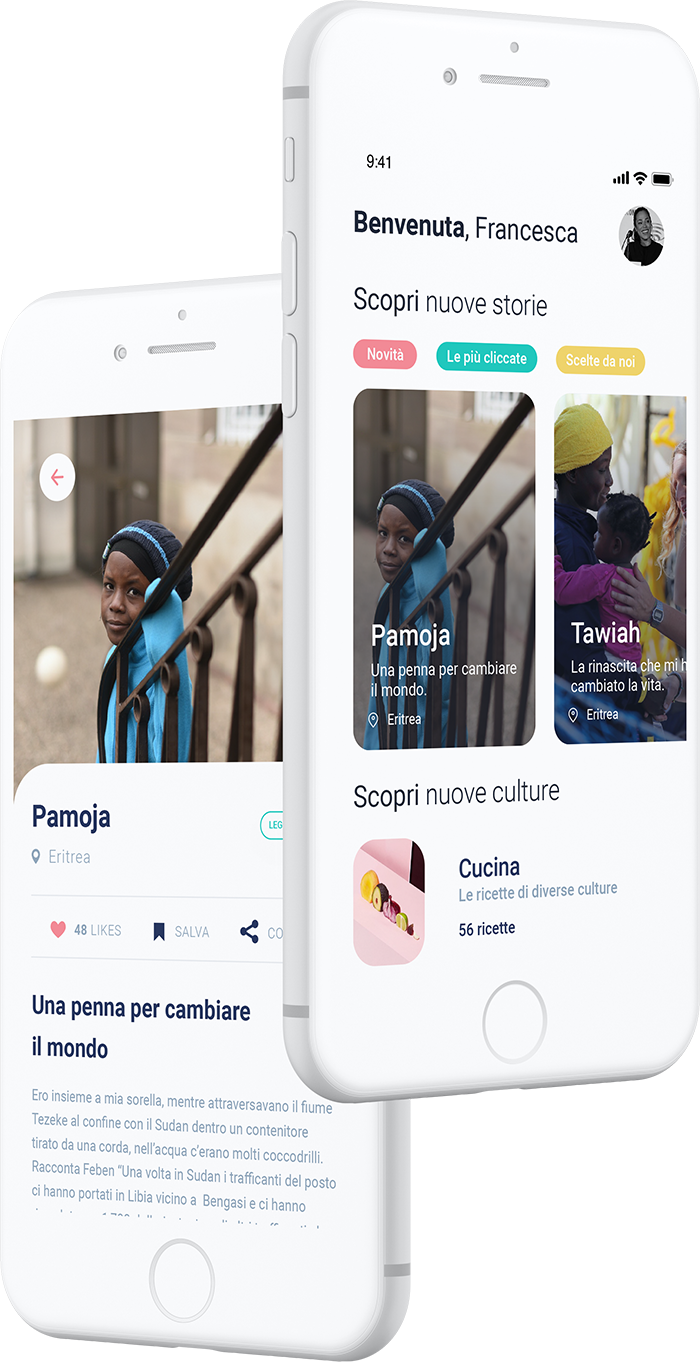 9:41
Benvenuta, Francesca
Scopri nuove storie
Novità
Le più cliccate
Scelte da noi
Pamoja
Una penna per cambiare
il mondo.
Eritrea
Tawiah
La rinascita che mi h
cambiato la vita.
Eritrea
Scopri nuove culture
Cucina
Le ricette di diverse culture
56 ricette
Pamoja
LEG
Eritrea
48 LIKES
SALVA
CO
Una penna per cambiare
il mondo
Ero insieme a mia sorella, mentre attraversavano il fiume
Tezeke al confine con il Sudan dentro un contenitore
tirato da una corda, nell'acqua c'erano molti coccodrilli.
Racconta Feben “Una volta in Sudan i trafficanti del posto
ci hanno portati in Libia vicino a Bengasi e ci hanno